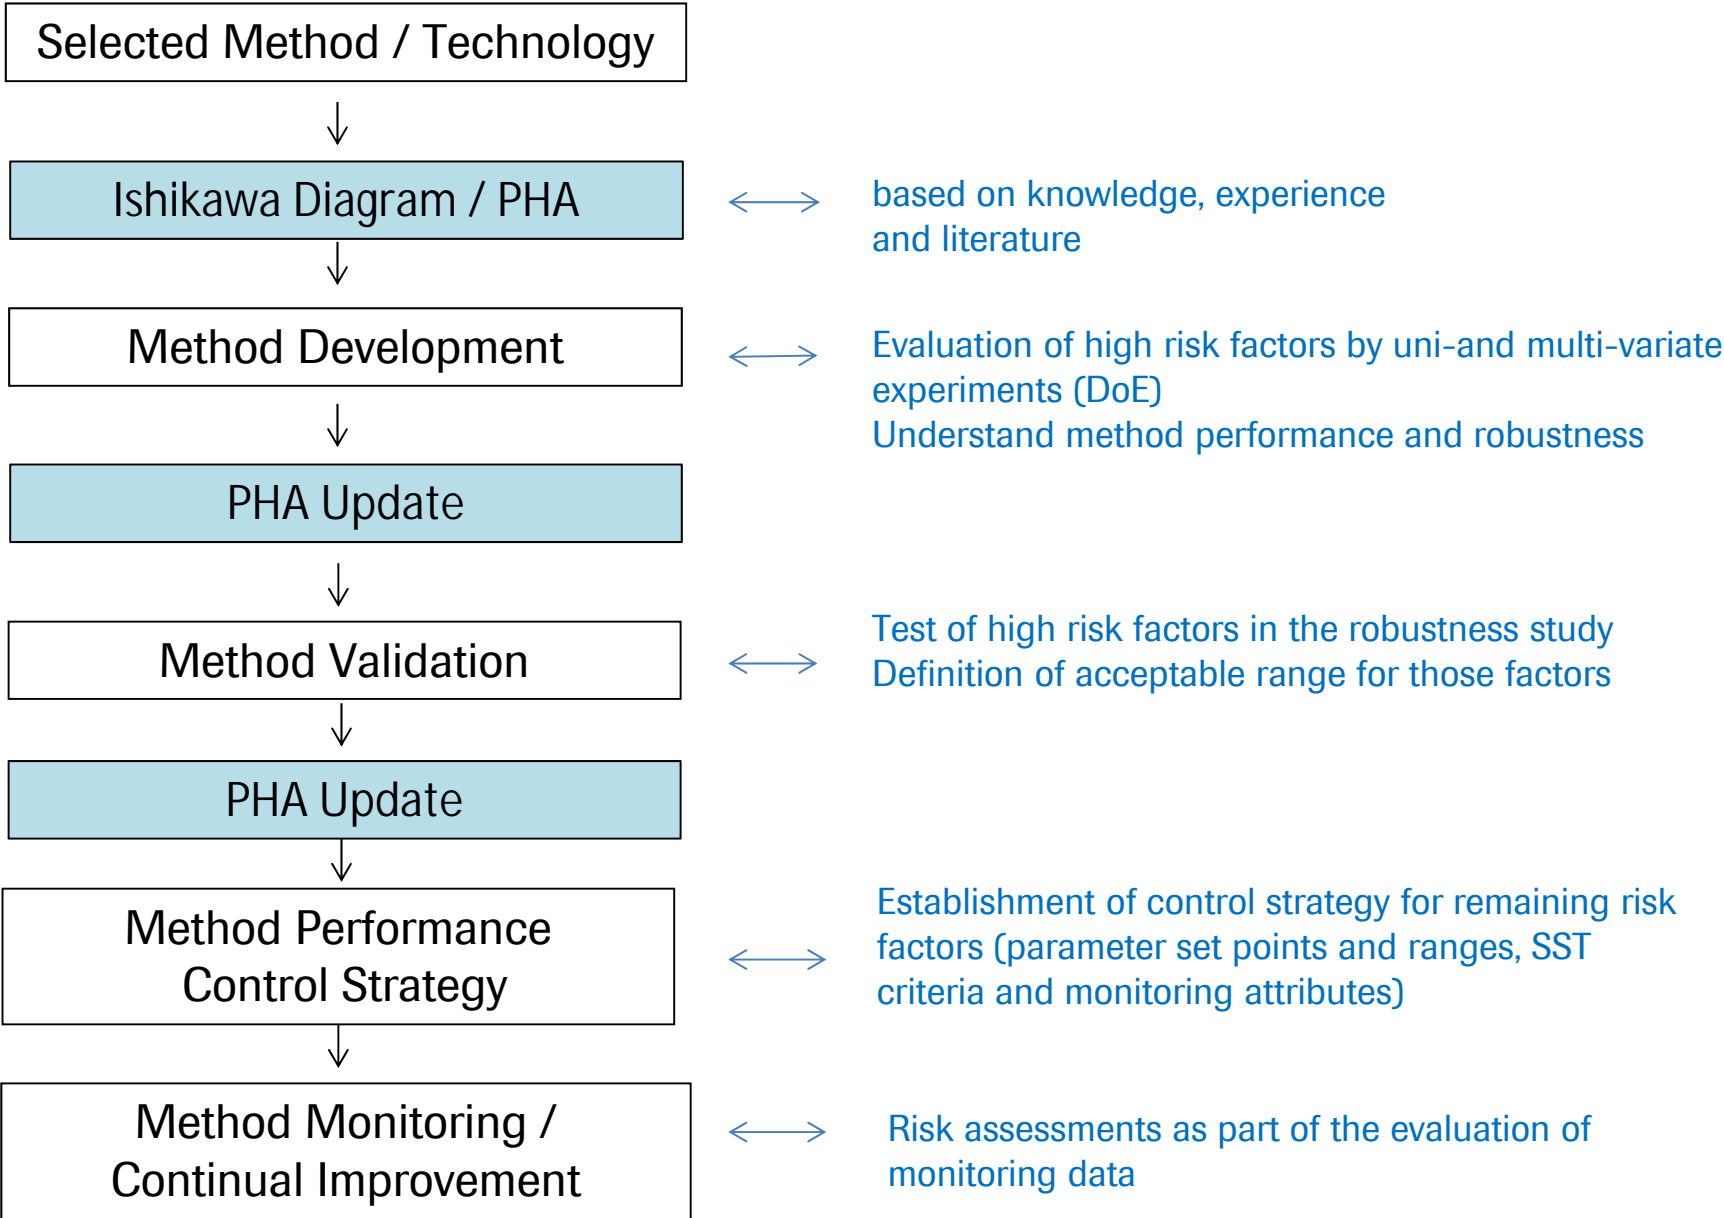 Selected Method / Technology
Ishikawa Diagram / PHA
based on knowledge, experience
and literature
Method Development
Evaluation of high risk factors by uni-and multi-variate
experiments (DoE)
Understand method performance and robustness
PHA Update
Method Validation
Test of high risk factors in the robustness study
Definition of acceptable range for those factors
PHA Update
Method Performance
Control Strategy
Establishment of control strategy for remaining risk
factors (parameter set points and ranges, SST
criteria and monitoring attributes)
Method Monitoring /
Continual Improvement
Risk assessments as part of the evaluation of
monitoring data